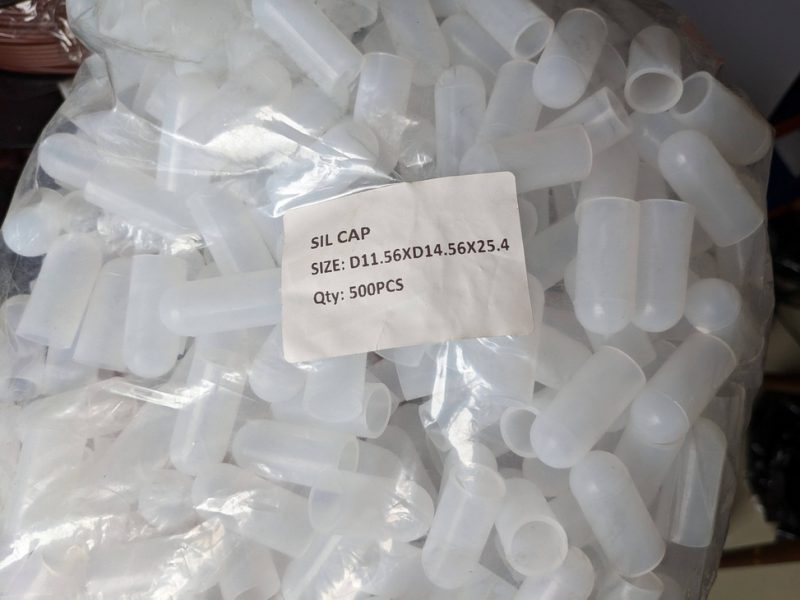 SIL CAP
SIZE: D11.56XD14.56X25.4
Qty: 500PCS